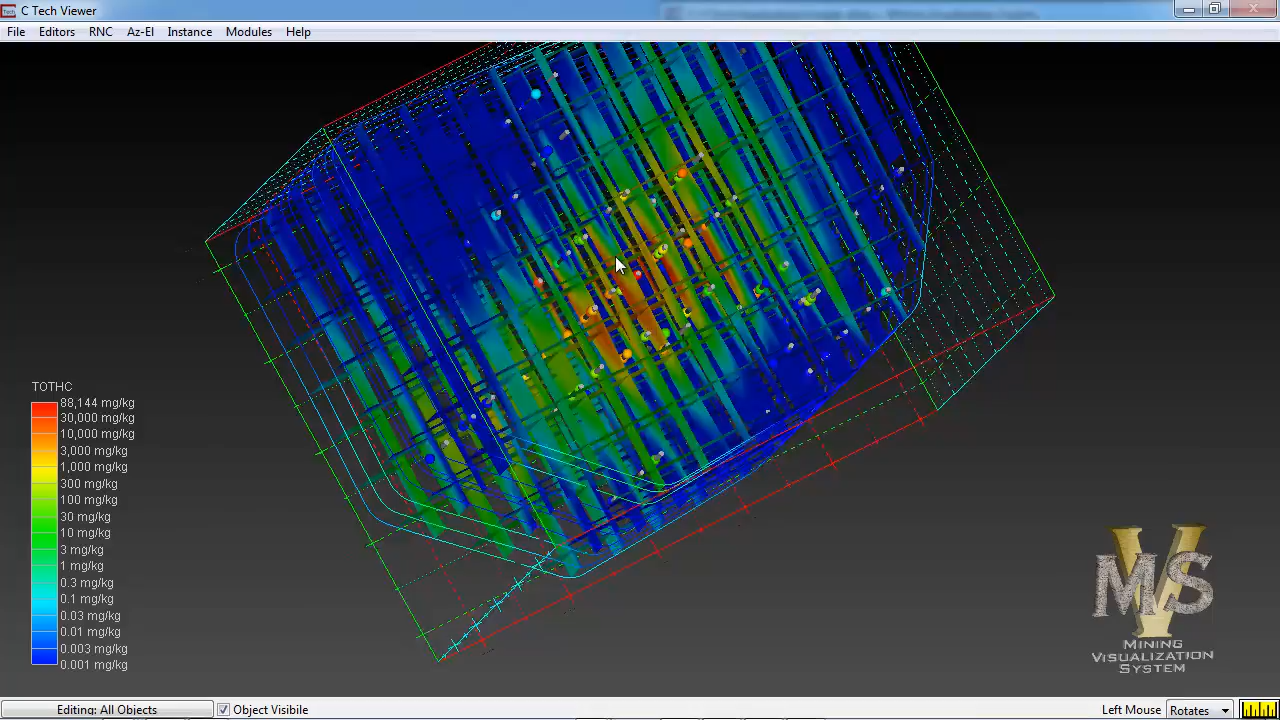 C Tech Viewer
File Editors RNC Az-El Instance Modules Help
TOTHC
88,144 mg/kg
30,000 mg/kg
10,000 mg/kg
3,000 mg/kg
1,000 mg/kg
300 mg/kg
100 mg/kg
30 mg/kg
10 mg/kg
3 mg/kg
1 mg/kg
0.3 mg/kg
0.1 mg/kg
0.03 mg/kg
0.01 mg/kg
0.003 mg/kg
0.001 mg/kg
MVS
MINING
VISUALIZATION
SYSTEM
Editing: All Objects Object Visibile Left Mouse Rotates